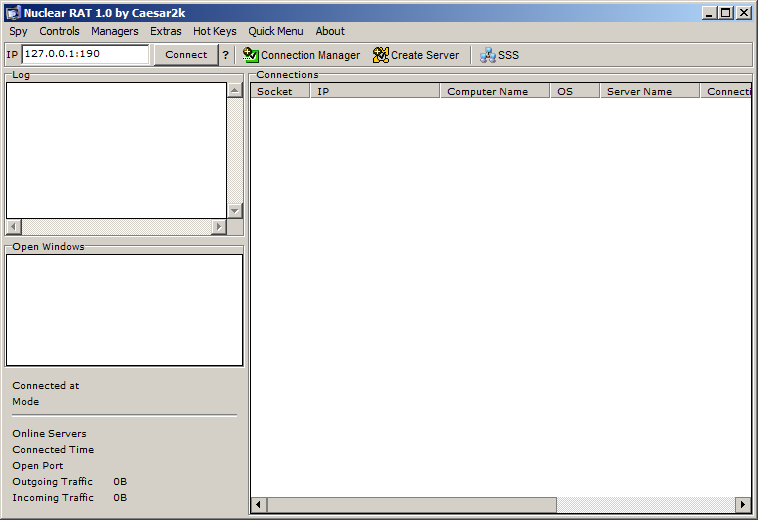 Nuclear RAT 1.0 by Caesar2k
Spy Controls Managers Extras Hot Keys Quick Menu About
IP 127.0.0.1:190 Connect ? Connection Manager Create Server SSS
Log
Connections
Socket IP Computer Name OS Server Name Connecti
Open Windows
Connected at
Mode
Online Servers
Connected Time
Open Port
Outgoing Traffic 0B
Incoming Traffic 0B